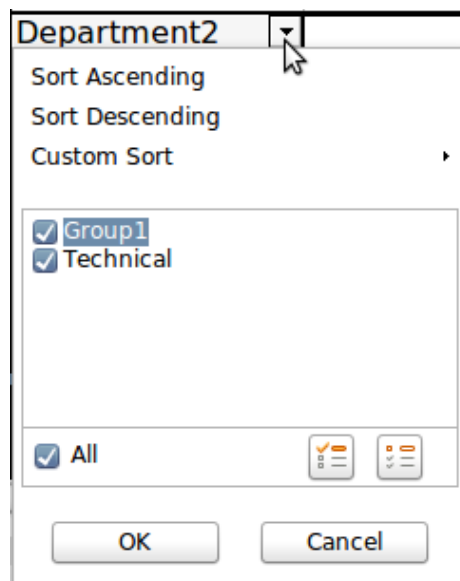 Department2
Sort Ascending
Sort Descending
Custom Sort
Group1
Technical
All
OK
Cancel